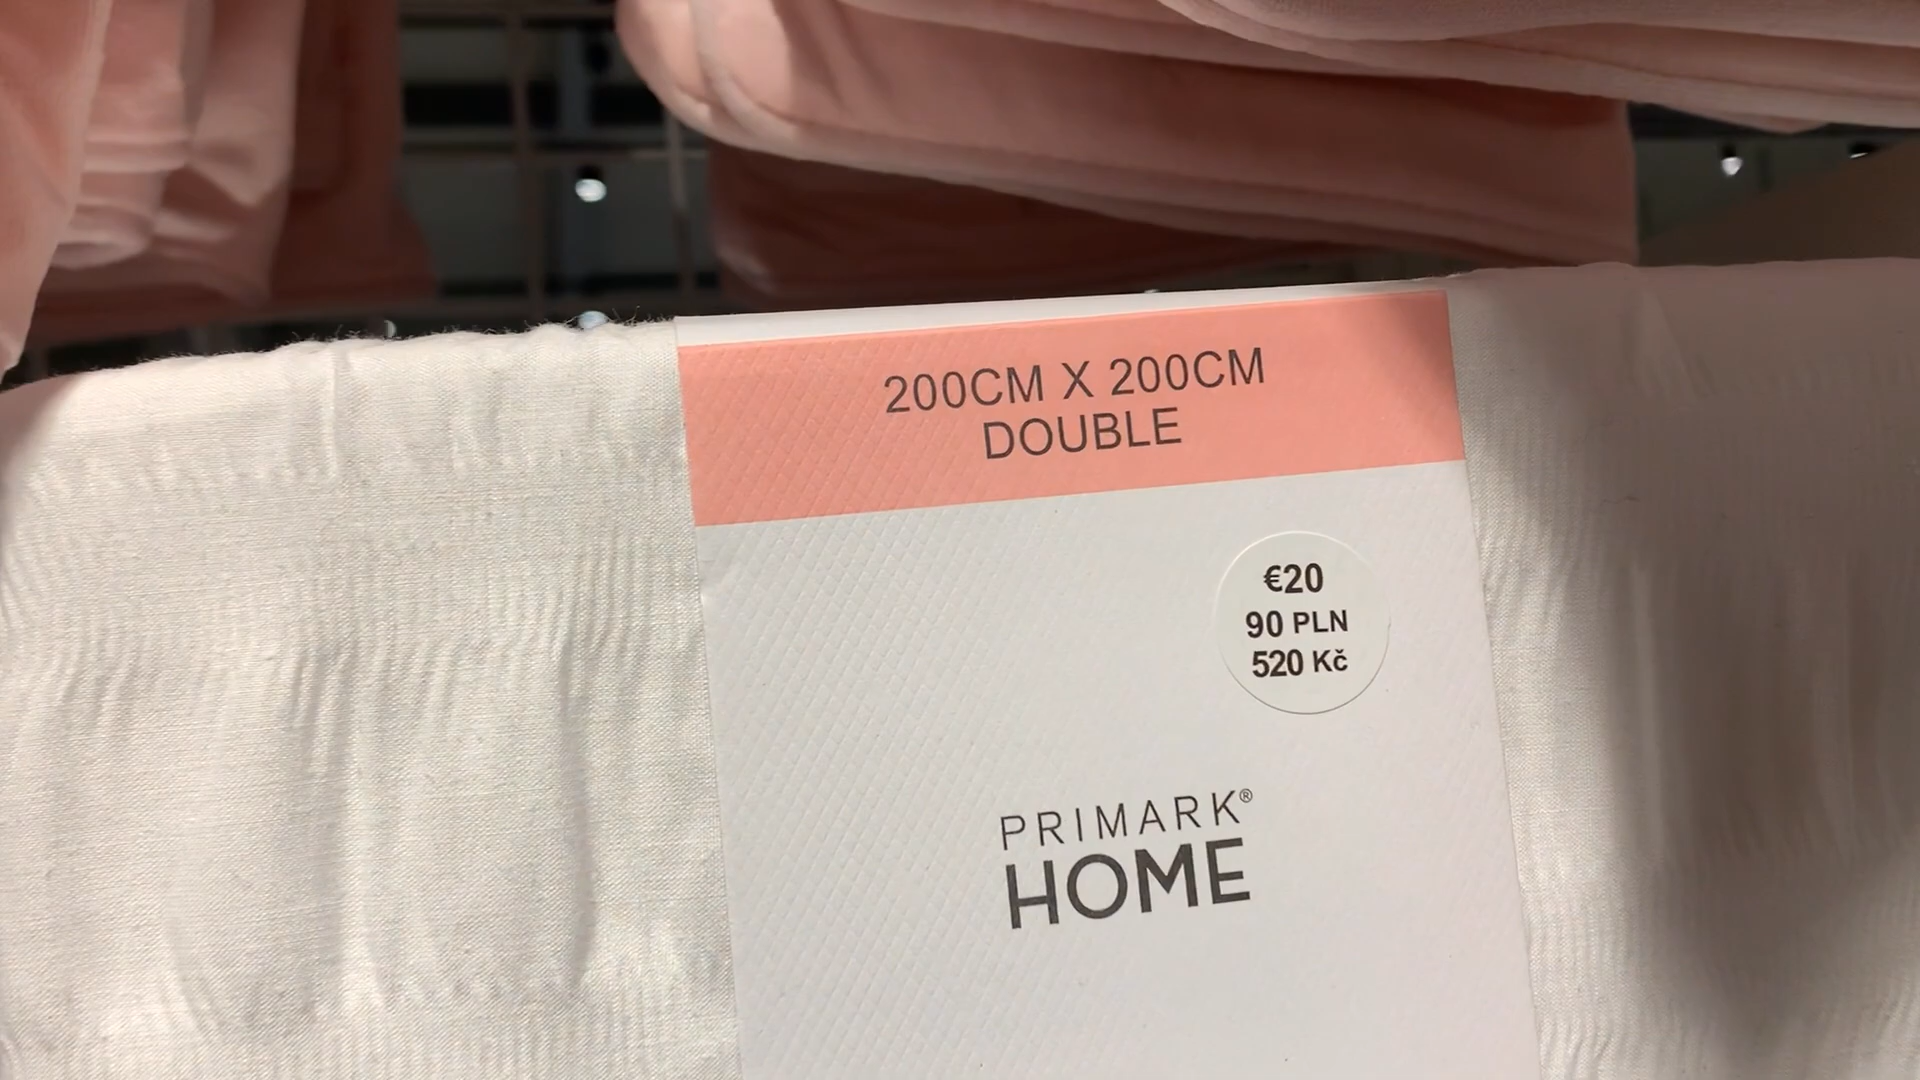 200CM X 200CM
DOUBLE
€20
90 PLN
520 Kč
PRIMARK®
HOME